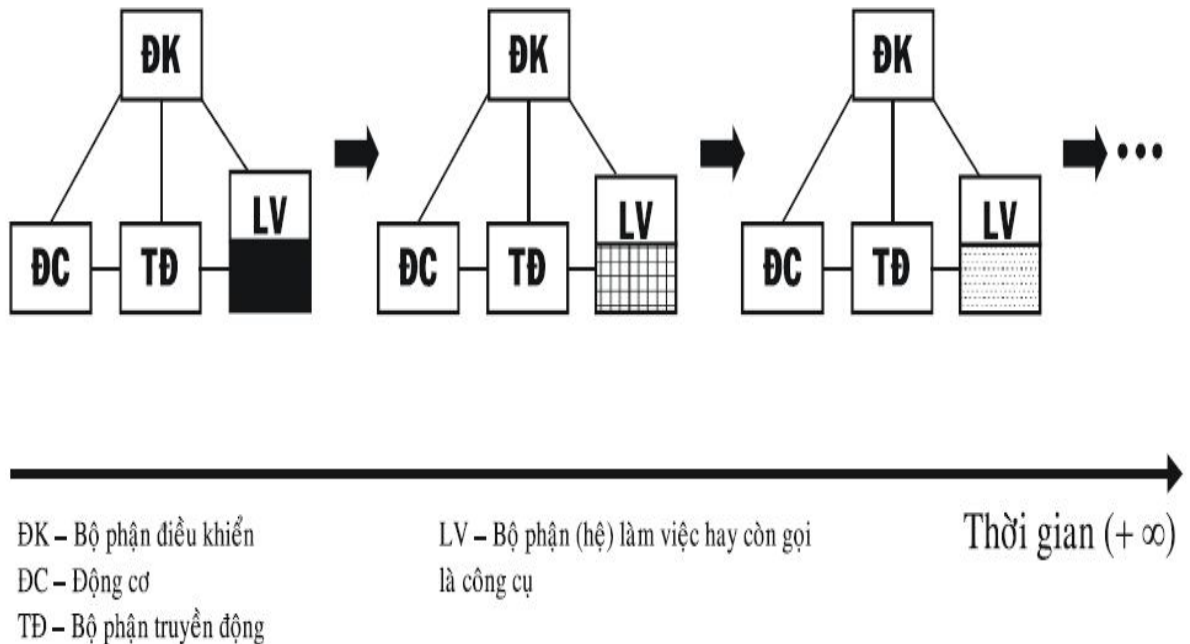 ĐK
ĐK
ĐK
LV
LV
LV
ĐC
TĐ
ĐC
TĐ
ĐC
TĐ
ĐK – Bộ phận điều khiển
ĐC – Động cơ
TĐ – Bộ phận truyền động
LV – Bộ phận (hệ) làm việc hay còn gọi
là công cụ
Thời gian (+ ∞)